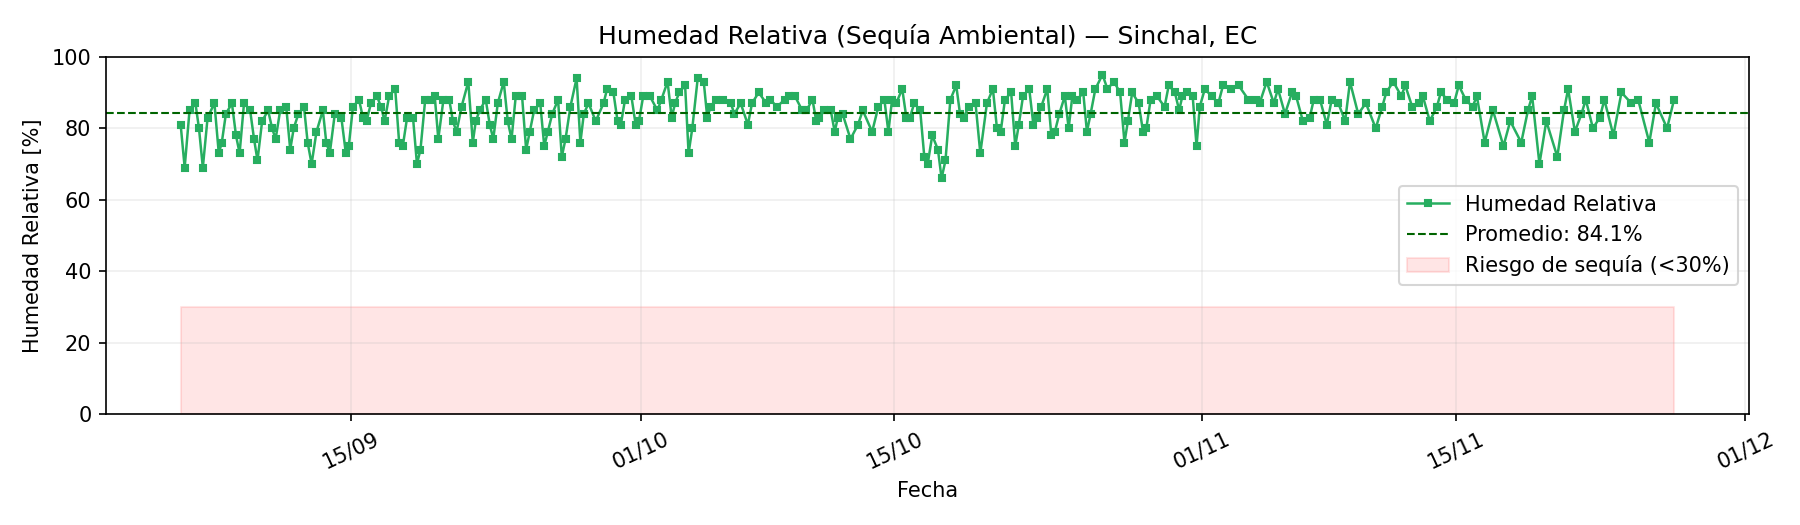 Humedad Relativa (Sequía Ambiental) — Sinchal, EC
Humedad Relativa [%]
100
80
60
40
20
0
Humedad Relativa
Promedio: 84.1%
Riesgo de sequía (<30%)
15/09
01/10
15/10
01/11
15/11
01/12
Fecha